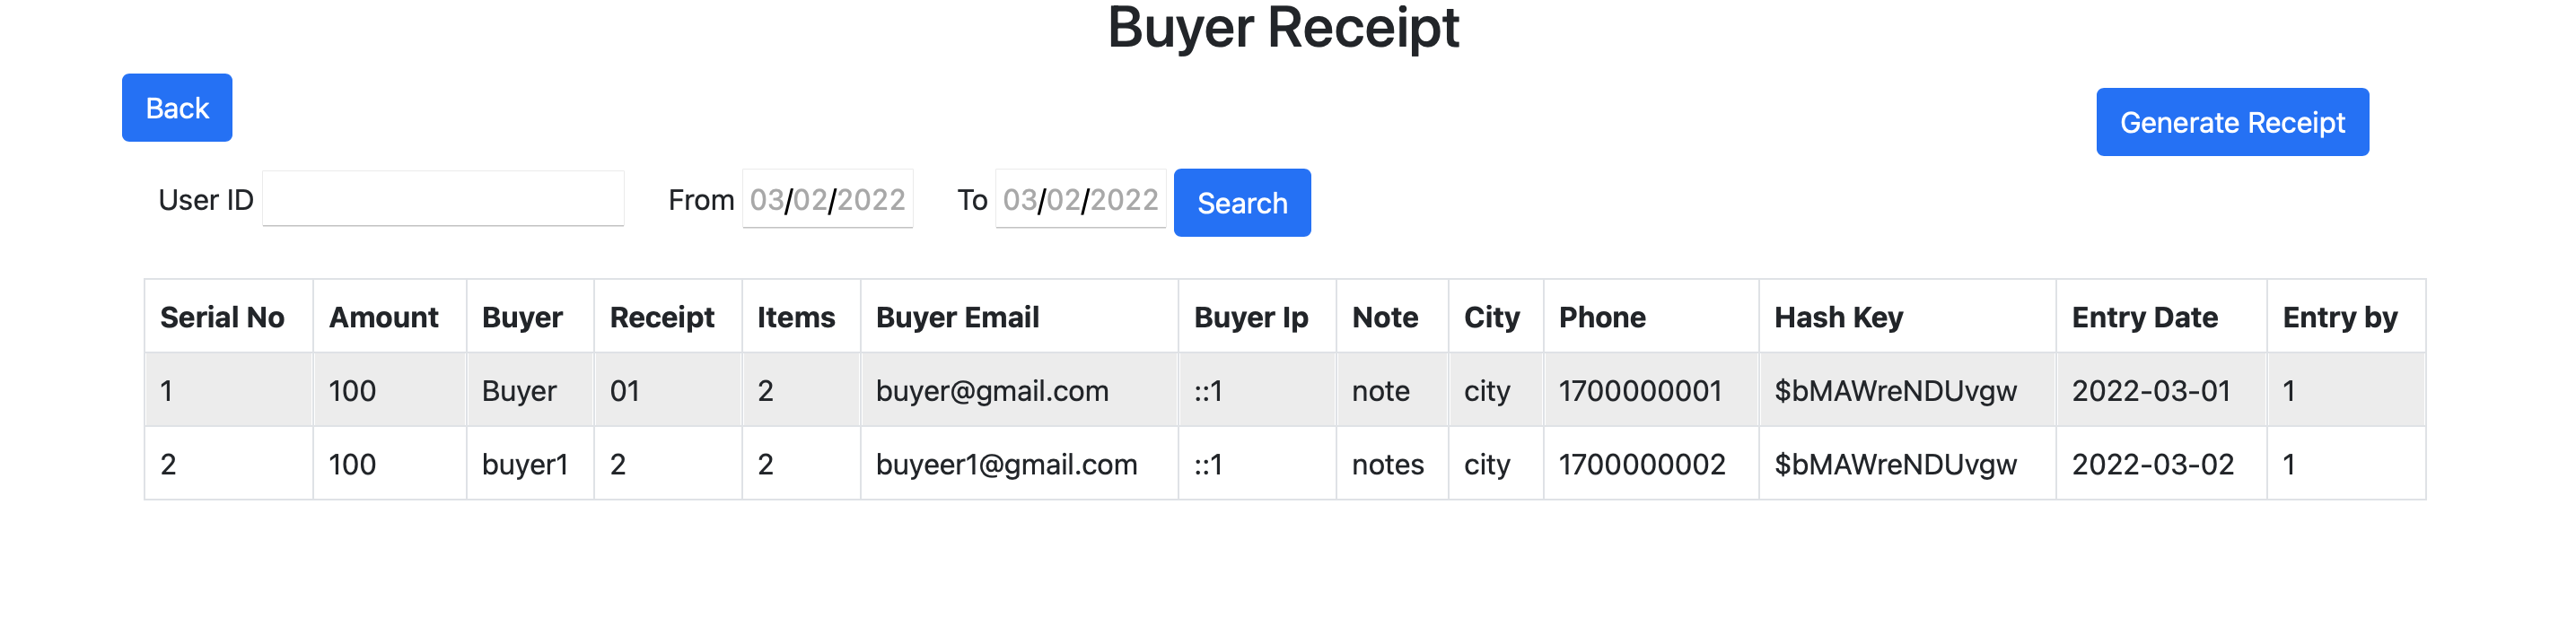 Buyer Receipt
Back
Generate Receipt
User ID From 03/02/2022 To 03/02/2022 Search
Serial No Amount Buyer Receipt Items Buyer Email Buyer Ip Note City Phone Hash Key Entry Date Entry by
1 100 Buyer 01 2 buyer@gmail.com ::1 note city 1700000001 $bMAWreNDUvgw 2022-03-01 1
2 100 buyer1 2 2 buyeer1@gmail.com ::1 notes city 1700000002 $bMAWreNDUvgw 2022-03-02 1